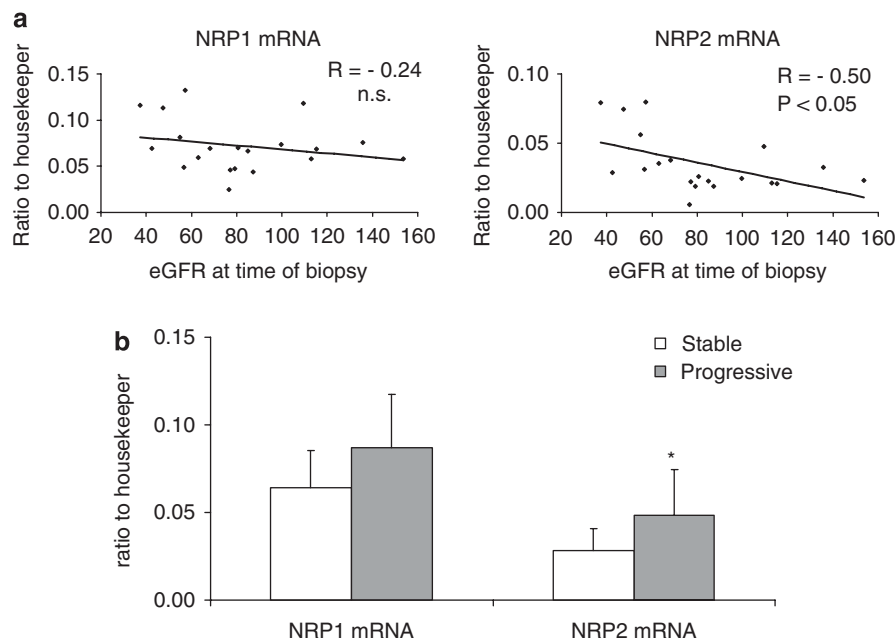 a
NRP1 mRNA
Ratio to housekeeper
0.15
0.10
0.05
0.00
R = - 0.24
n.s.
20 40 60 80 100 120 140 160
eGFR at time of biopsy
NRP2 mRNA
Ratio to housekeeper
0.10
0.05
0.00
R = - 0.50
P < 0.05
20 40 60 80 100 120 140 160
eGFR at time of biopsy
b
ratio to housekeeper
0.15
0.10
0.05
0.00
Stable
Progressive
*
NRP1 mRNA
NRP2 mRNA